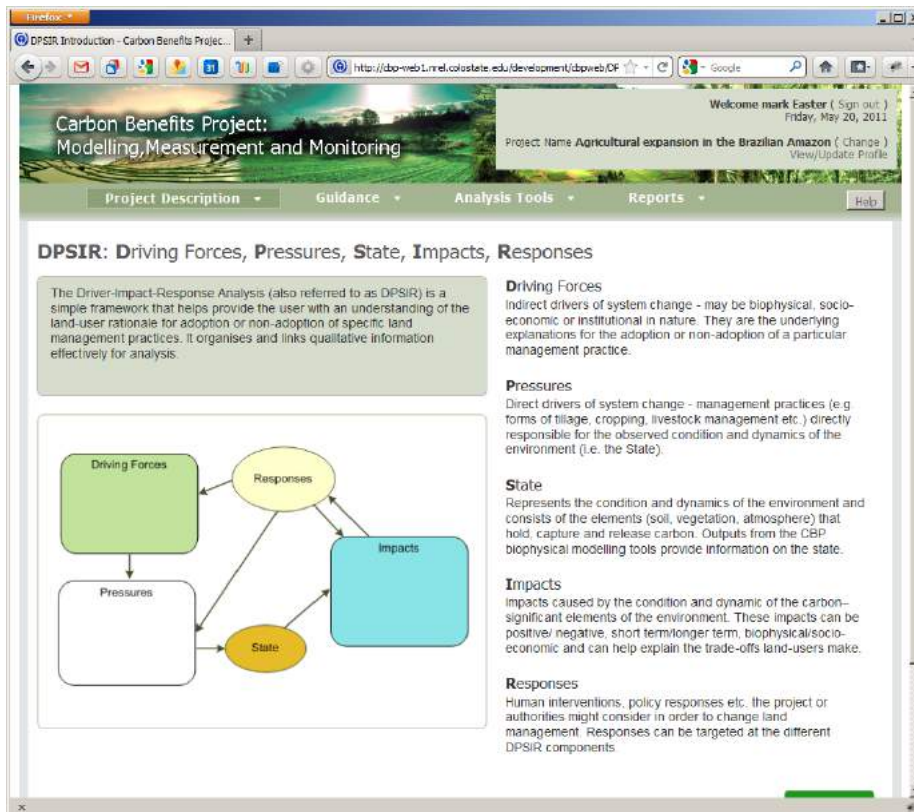 Firefox
DPSIR Introduction - Carbon Benefits Projec...
http://cbp-web1.nrel.colostate.edu/development/cbpweb/DF
Google
Carbon Benefits Project:
Modelling,Measurement and Monitoring
Welcome mark Easter ( Sign out )
Friday, May 20, 2011
Project Name Agricultural expansion in the Brazilian Amazon ( Change )
View/Update Profile
Project Description Guidance Analysis Tools Reports Help
DPSIR: Driving Forces, Pressures, State, Impacts, Responses
The Driver-Impact-Response Analysis (also referred to as DPSIR) is a
simple framework that helps provide the user with an understanding of the
land-user rationale for adoption or non-adoption of specific land
management practices. It organises and links qualitative information
effectively for analysis.
Driving Forces
Responses
Impacts
Pressures
State
Driving Forces
Indirect drivers of system change - may be biophysical, socio-
economic or institutional in nature. They are the underlying
explanations for the adoption or non-adoption of a particular
management practice.
Pressures
Direct drivers of system change - management practices (e.g
forms of tillage, cropping, livestock management etc.) directly
responsible for the observed condition and dynamics of the
environment (i.e. the State).
State
Represents the condition and dynamics of the environment and
consists of the elements (soil, vegetation, atmosphere) that
hold, capture and release carbon. Outputs from the CBP
biophysical modelling tools provide information on the state.
Impacts
Impacts caused by the condition and dynamic of the carbon-
significant elements of the environment. These impacts can be
positive/ negative, short term/longer term, biophysical/socio-
economic and can help explain the trade-offs land-users make.
Responses
Human interventions, policy responses etc. the project or
authorities might consider in order to change land
management. Responses can be targeted at the different
DPSIR components.